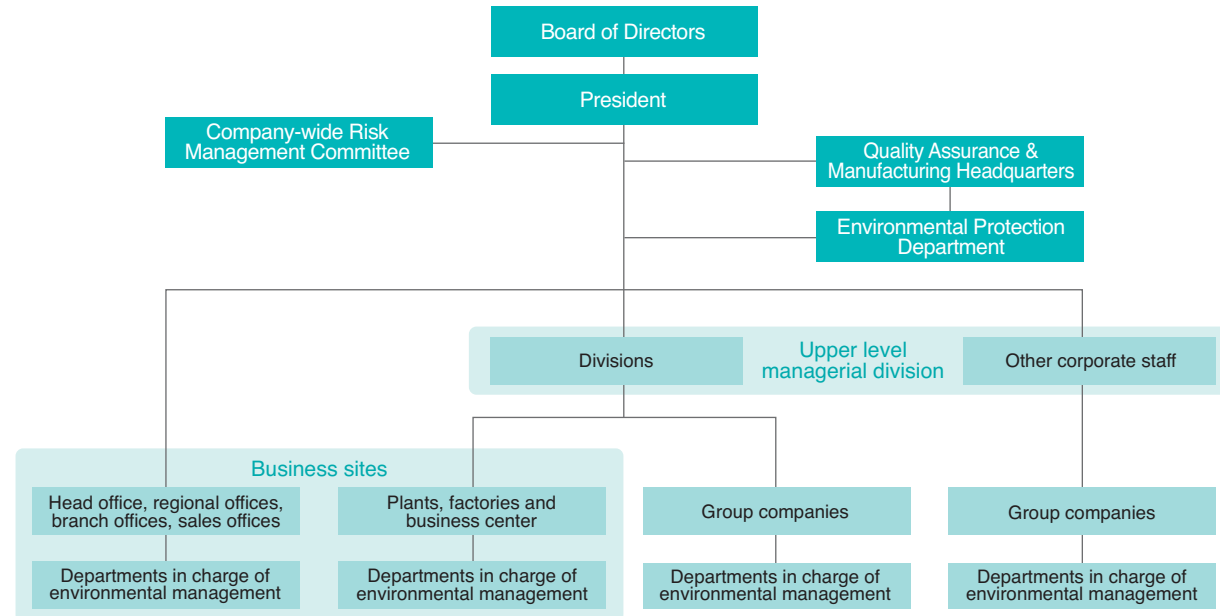 Board of Directors
President
Company-wide Risk
Management Committee
Quality Assurance &
Manufacturing Headquarters
Environmental Protection
Department
Divisions
Upper level
managerial division
Other corporate staff
Business sites
Head office, regional offices,
branch offices, sales offices
Plants, factories and
business center
Group companies
Group companies
Departments in charge of
environmental management
Departments in charge of
environmental management
Departments in charge of
environmental management
Departments in charge of
environmental management